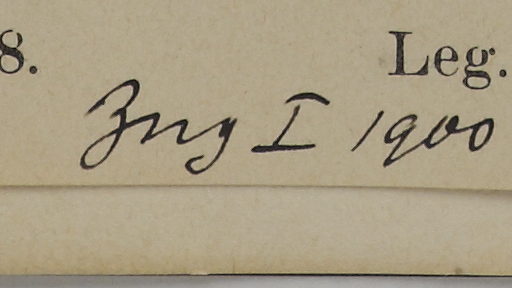 8. Leg.
Zug I 1900